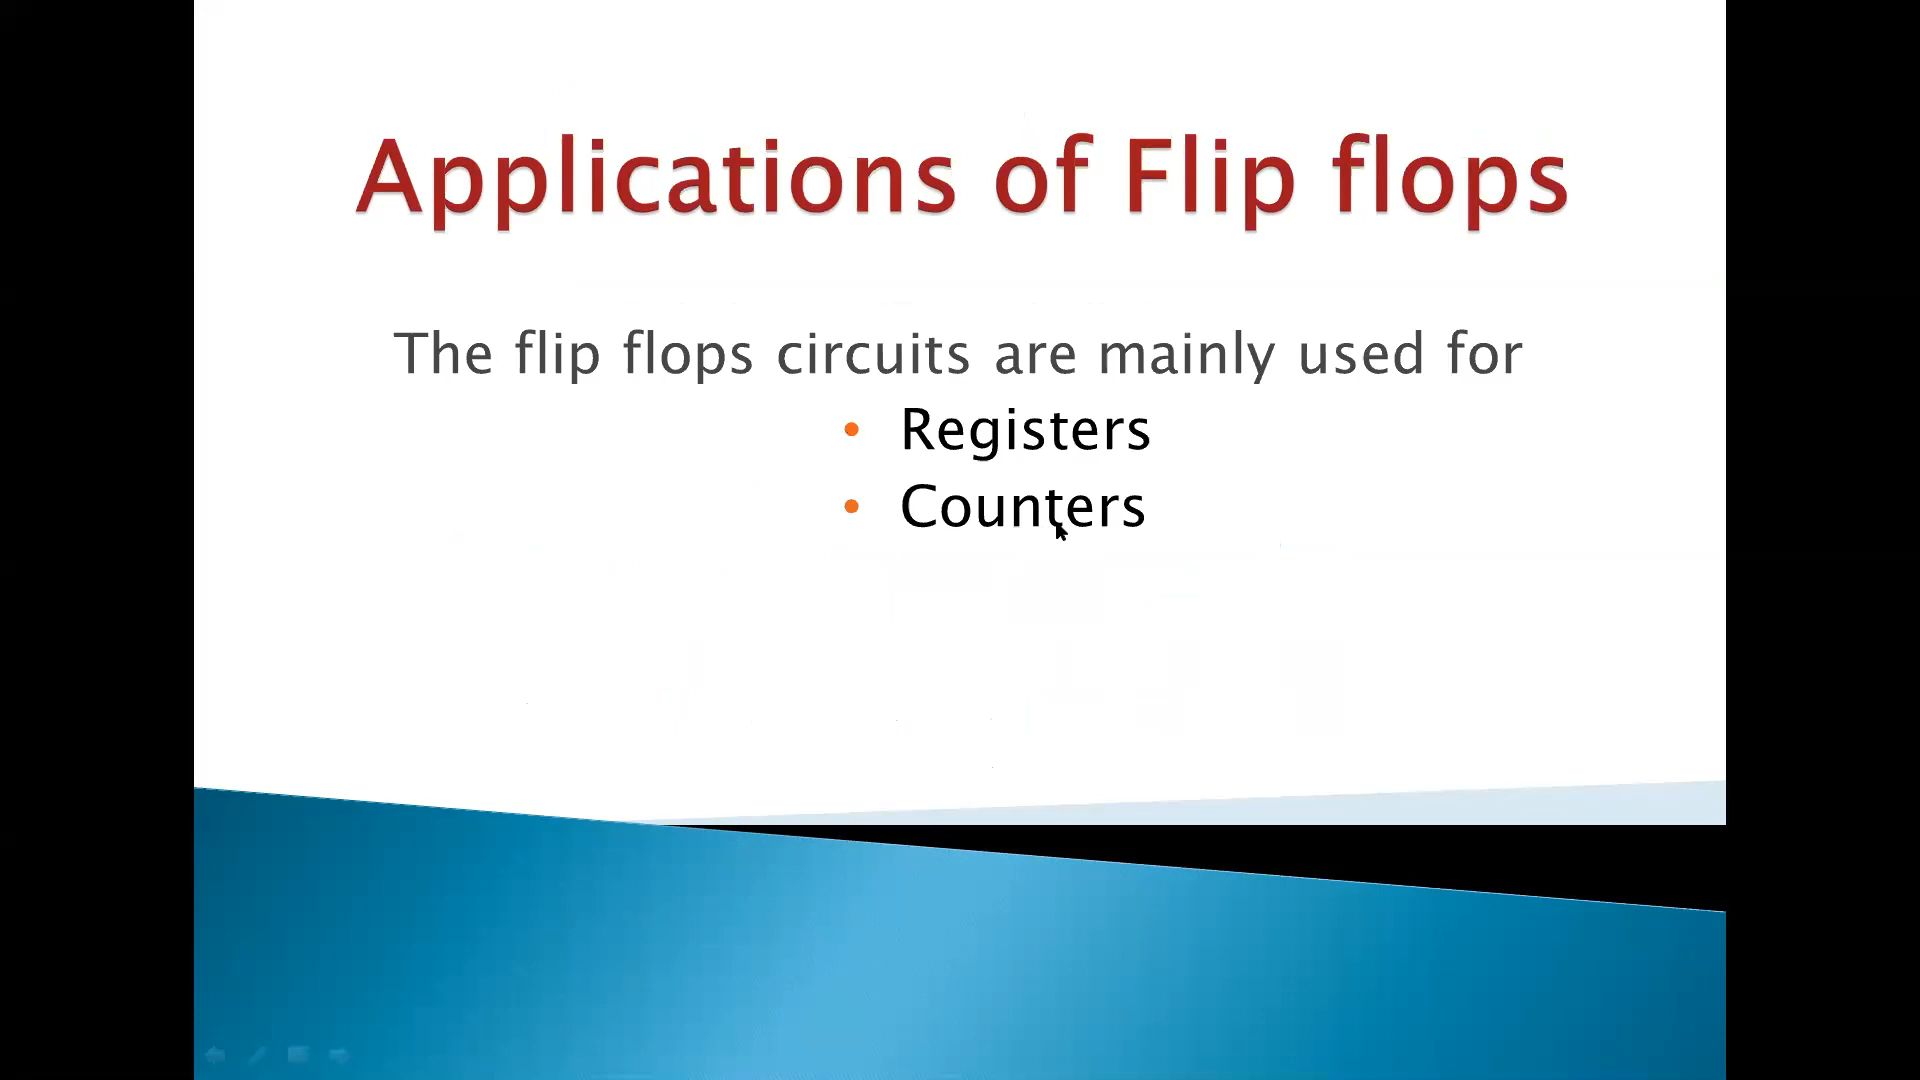 Applications of Flip flops
The flip flops circuits are mainly used for
• Registers
• Counters